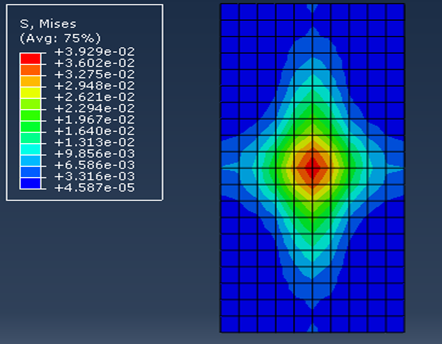 S, Mises
(Avg: 75%)
+3.929e-02
+3.602e-02
+3.275e-02
+2.948e-02
+2.621e-02
+2.294e-02
+1.967e-02
+1.640e-02
+1.313e-02
+9.856e-03
+6.586e-03
+3.316e-03
+4.587e-05